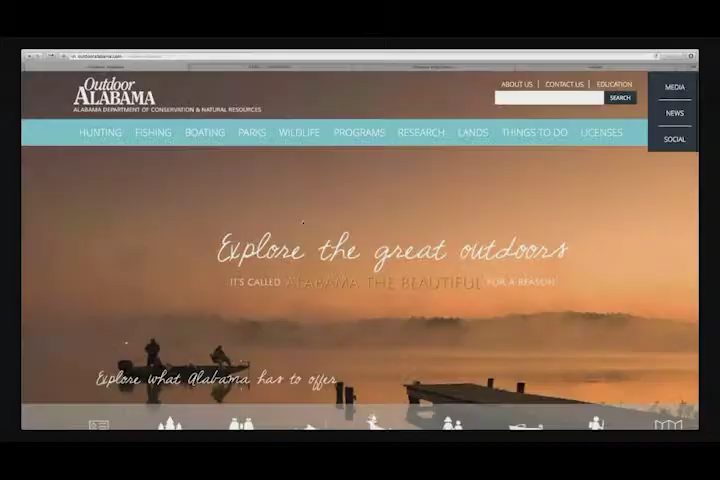 outdooralabama.com
Outdoor
ALABAMA
ALABAMA DEPARTMENT OF CONSERVATION & NATURAL RESOURCES
ABOUT US | CONTACT US | EDUCATION
SEARCH
MEDIA
NEWS
SOCIAL
HUNTING FISHING BOATING PARKS WILDLIFE PROGRAMS RESEARCH LANDS THINGS TO DO LICENSES
Explore the great outdoors
IT'S CALLED ALABAMA THE BEAUTIFUL FOR A REASON
Explore what Alabama has to offer